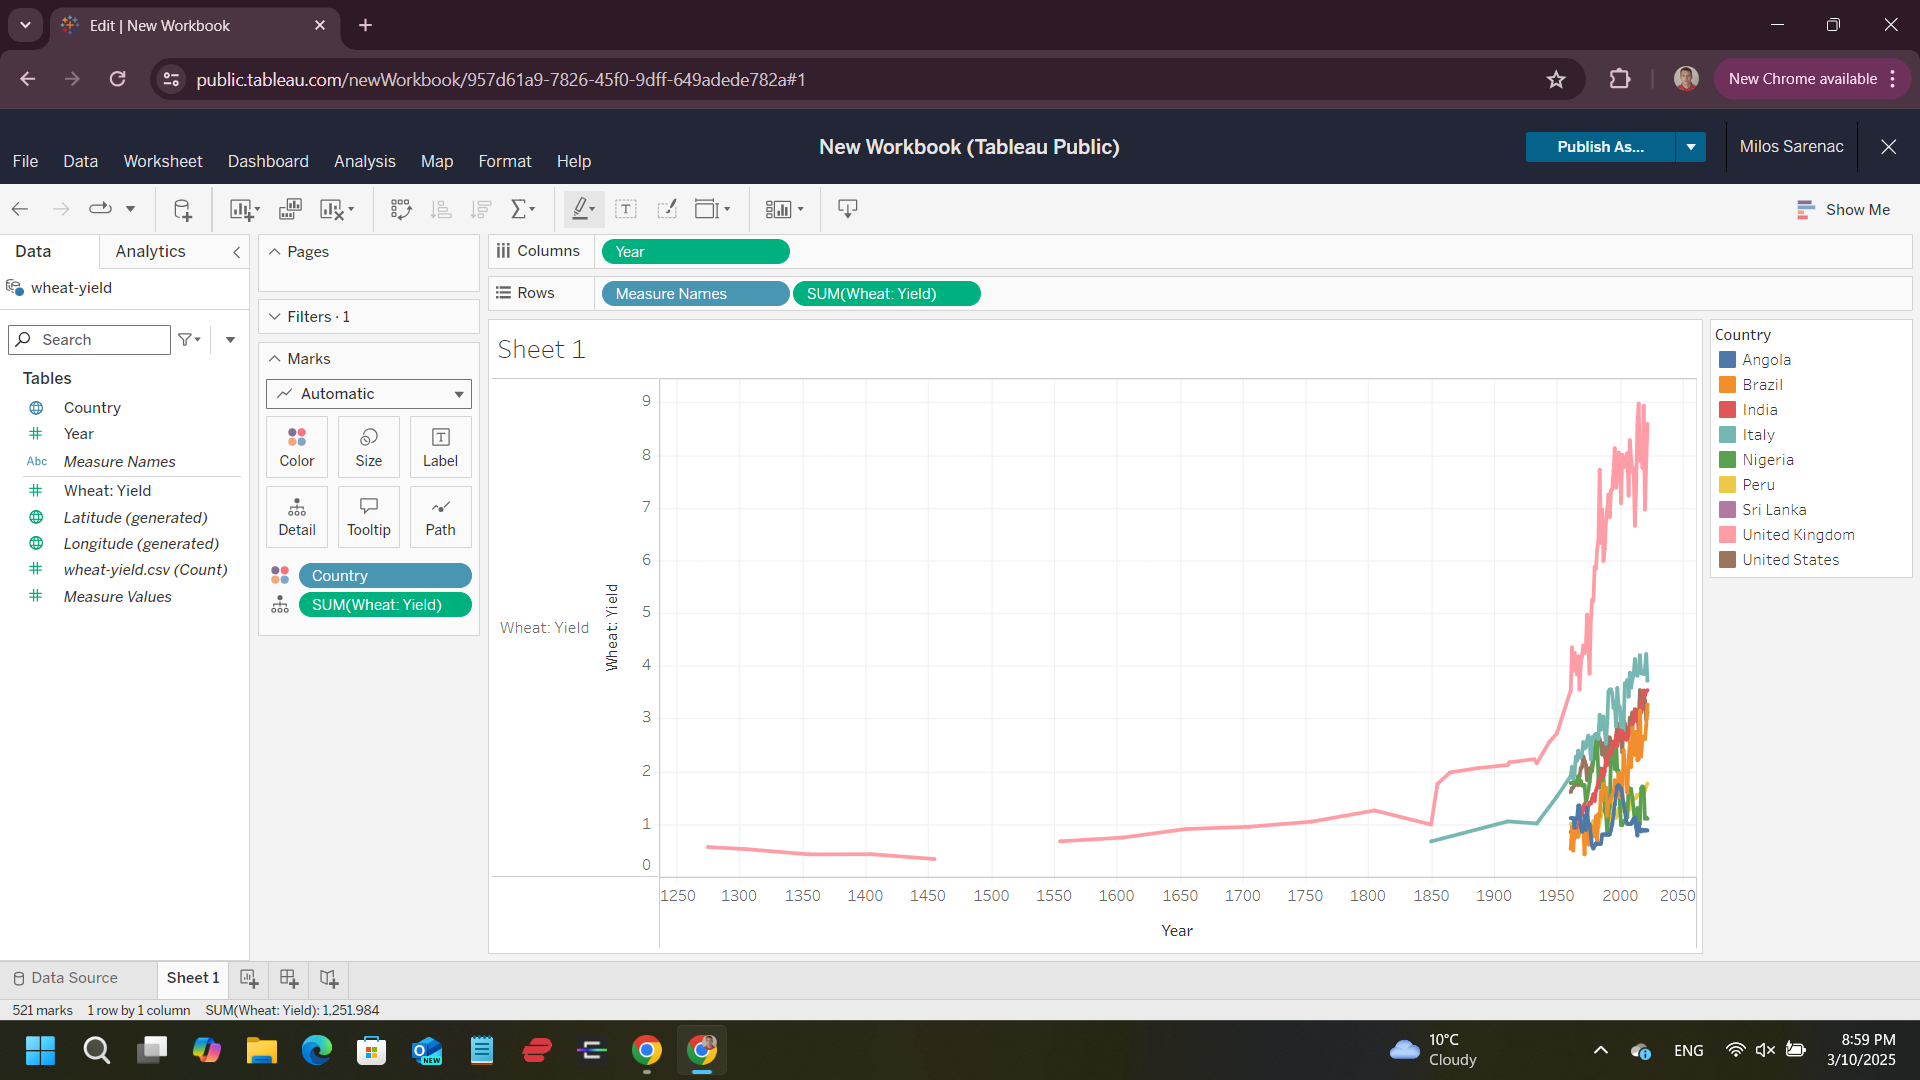 Edit | New Workbook
public.tableau.com/newWorkbook/957d61a9-7826-45f0-9dff-649adede782a#1
New Chrome available
File Data Worksheet Dashboard Analysis Map Format Help
New Workbook (Tableau Public)
Publish As...
Milos Sarenac
Show Me
Data Analytics
wheat-yield
Search
Tables
Country
Year
Abc Measure Names
Wheat: Yield
Latitude (generated)
Longitude (generated)
wheat-yield.csv (Count)
Measure Values
Pages
Filters · 1
Marks
Automatic
Color Size Label
Detail Tooltip Path
Country
SUM(Wheat: Yield)
Columns Year
Rows Measure Names SUM(Wheat: Yield)
Sheet 1
Wheat: Yield
Wheat: Yield
9
8
7
6
5
4
3
2
1
0
1250 1300 1350 1400 1450 1500 1550 1600 1650 1700 1750 1800 1850 1900 1950 2000 2050
Year
Country
Angola
Brazil
India
Italy
Nigeria
Peru
Sri Lanka
United Kingdom
United States
Data Source Sheet 1
521 marks 1 row by 1 column SUM(Wheat: Yield): 1,251.984
NEW
10°C
Cloudy
ENG
8:59 PM
3/10/2025